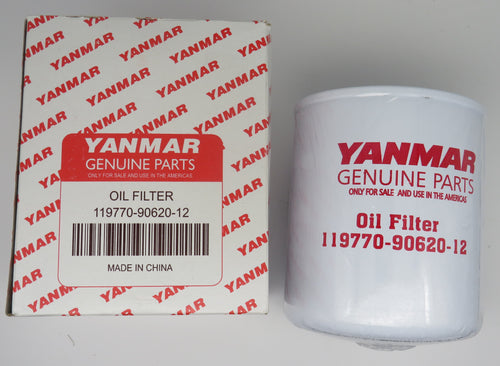 YANMAR
GENUINE PARTS
ONLY FOR SALE AND USE IN THE AMERICAS
OIL FILTER
119770-90620-12
MADE IN CHINA
YANMAR
GENUINE PARTS
ONLY FOR SALE AND USE IN THE AMERICAS
Oil Filter
119770-90620-12